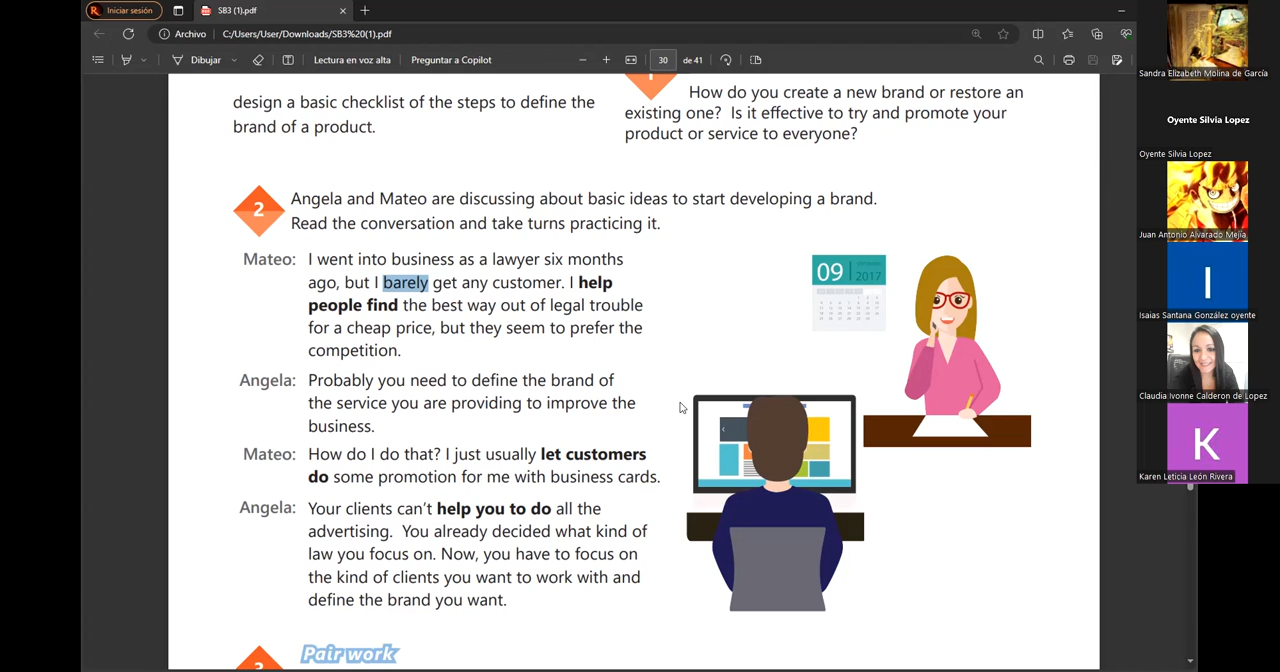 Iniciar sesión
SB3 (1).pdf
Archivo
C:/Users/User/Downloads/SB3%20(1).pdf
Dibujar
Lectura en voz alta
Preguntar a Copilot
30
de 41
design a basic checklist of the steps to define the
brand of a product.
1
How do you create a new brand or restore an
existing one? Is it effective to try and promote your
product or service to everyone?
2
Angela and Mateo are discussing about basic ideas to start developing a brand.
Read the conversation and take turns practicing it.
Mateo: I went into business as a lawyer six months
ago, but I barely get any customer. I help
people find the best way out of legal trouble
for a cheap price, but they seem to prefer the
competition.
Angela: Probably you need to define the brand of
the service you are providing to improve the
business.
Mateo: How do I do that? I just usually let customers
do some promotion for me with business cards.
Angela: Your clients can't help you to do all the
advertising. You already decided what kind of
law you focus on. Now, you have to focus on
the kind of clients you want to work with and
define the brand you want.
09
2017
3
Pair work
Sandra Elizabeth Molina de García
Oyente Silvia Lopez
Oyente Silvia Lopez
Juan Antonio Alvarado Mejía
I
Isaias Santana González oyente
Claudia Ivonne Calderon de Lopez
K
Karen Leticia León Rivera